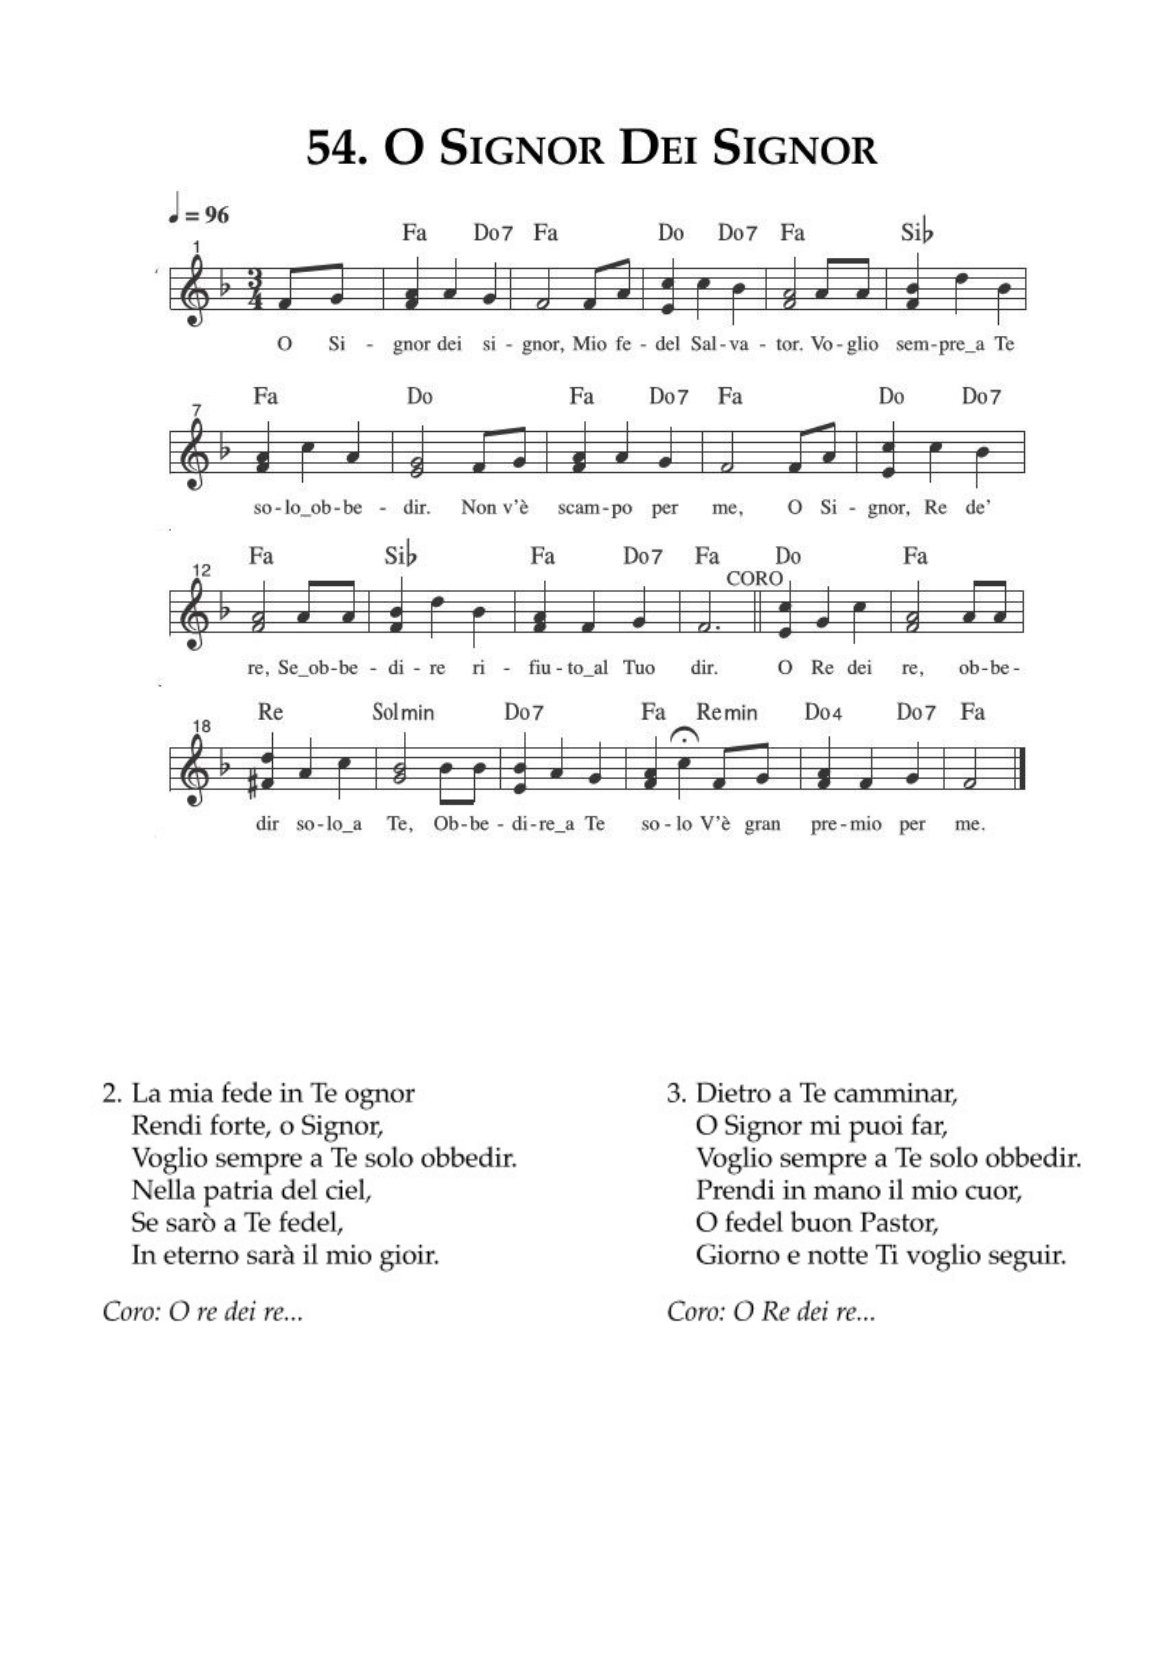 54. O Signor Dei Signor
♩ = 96
Fa Do7 Fa Do Do7 Fa Si♭
1
3 4
O Si - gnor dei si - gnor, Mio fe - del Sal - va - tor. Vo - glio sem - pre_a Te
Fa Do Fa Do7 Fa Do Do7
7
so - lo_ob - be - dir. Non v'è scam - po per me, O Si - gnor, Re de'
Fa Si♭ Fa Do7 Fa Do Fa
12
CORO
re, Se_ob - be - di - re ri - fiu - to_al Tuo dir. O Re dei re, ob - be -
Re Solmin Do7 Fa Remin Do4 Do7 Fa
18
dir so - lo_a Te, Ob - be - di - re_a Te so - lo V'è gran pre - mio per me.
2. La mia fede in Te ognor
Rendi forte, o Signor,
Voglio sempre a Te solo obbedir.
Nella patria del ciel,
Se sarò a Te fedel,
In eterno sarà il mio gioir.
Coro: O re dei re...
3. Dietro a Te camminar,
O Signor mi puoi far,
Voglio sempre a Te solo obbedir.
Prendi in mano il mio cuor,
O fedel buon Pastor,
Giorno e notte Ti voglio seguir.
Coro: O Re dei re...